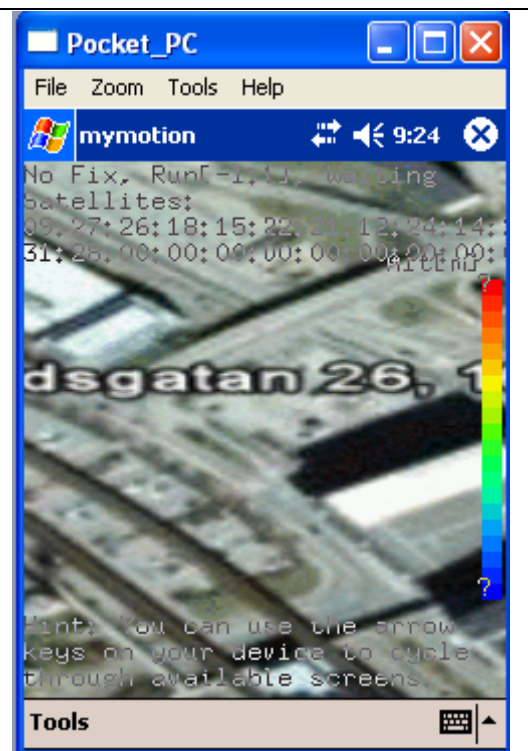 Pocket_PC
File Zoom Tools Help
mymotion 9:24
No Fix, Run[-1,1], Waiting
Satellites:
09:27:26:18:15:22:21:12:24:14:
31:28:00:00:00:00:00:00:00:00:
?
dsgatan 26, 1
?
Hint: You can use the arrow
keys on your device to cycle
through available screens.
Tools